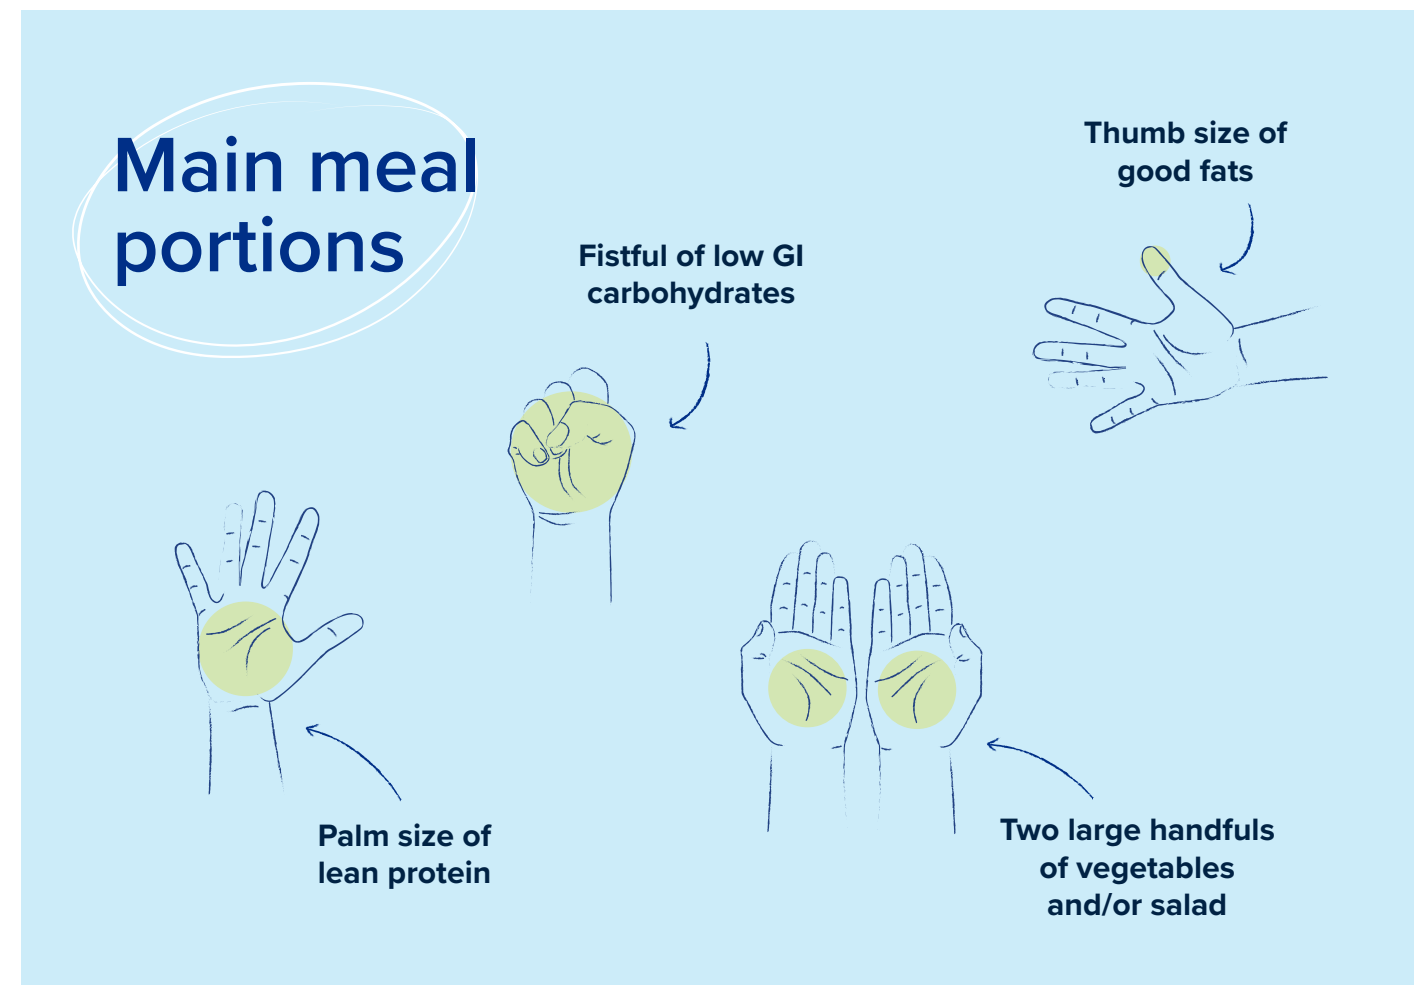 Main meal
portions
Thumb size of
good fats
Fistful of low GI
carbohydrates
Palm size of
lean protein
Two large handfuls
of vegetables
and/or salad